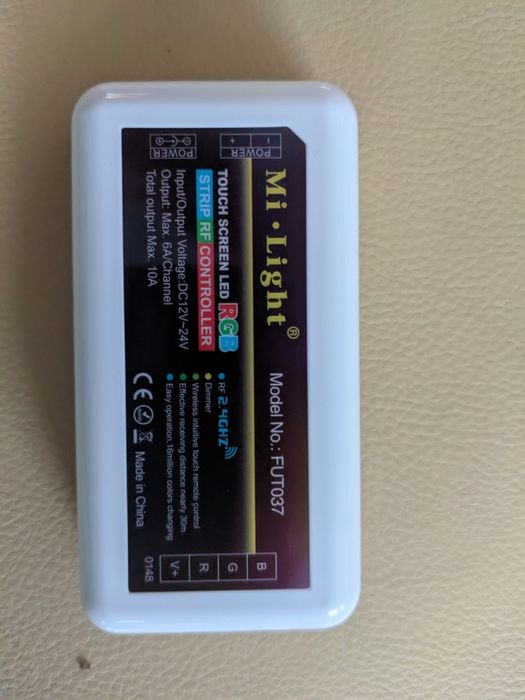 Mi·Light®
Model No.: FUT037
POWER
- +
POWER
TOUCH SCREEN LED RGB
STRIP RF CONTROLLER
Input/Output Voltage:DC12V~24V
Output: Max. 6A/Channel
Total output Max. 10A
RF 2.4GHZ
Dimmer
Wireless intuitive touch remote control
Effective receiving distance nearly 30m
Easy operation,16million colors changing
CE Made in China
B
G
R
V+
0148